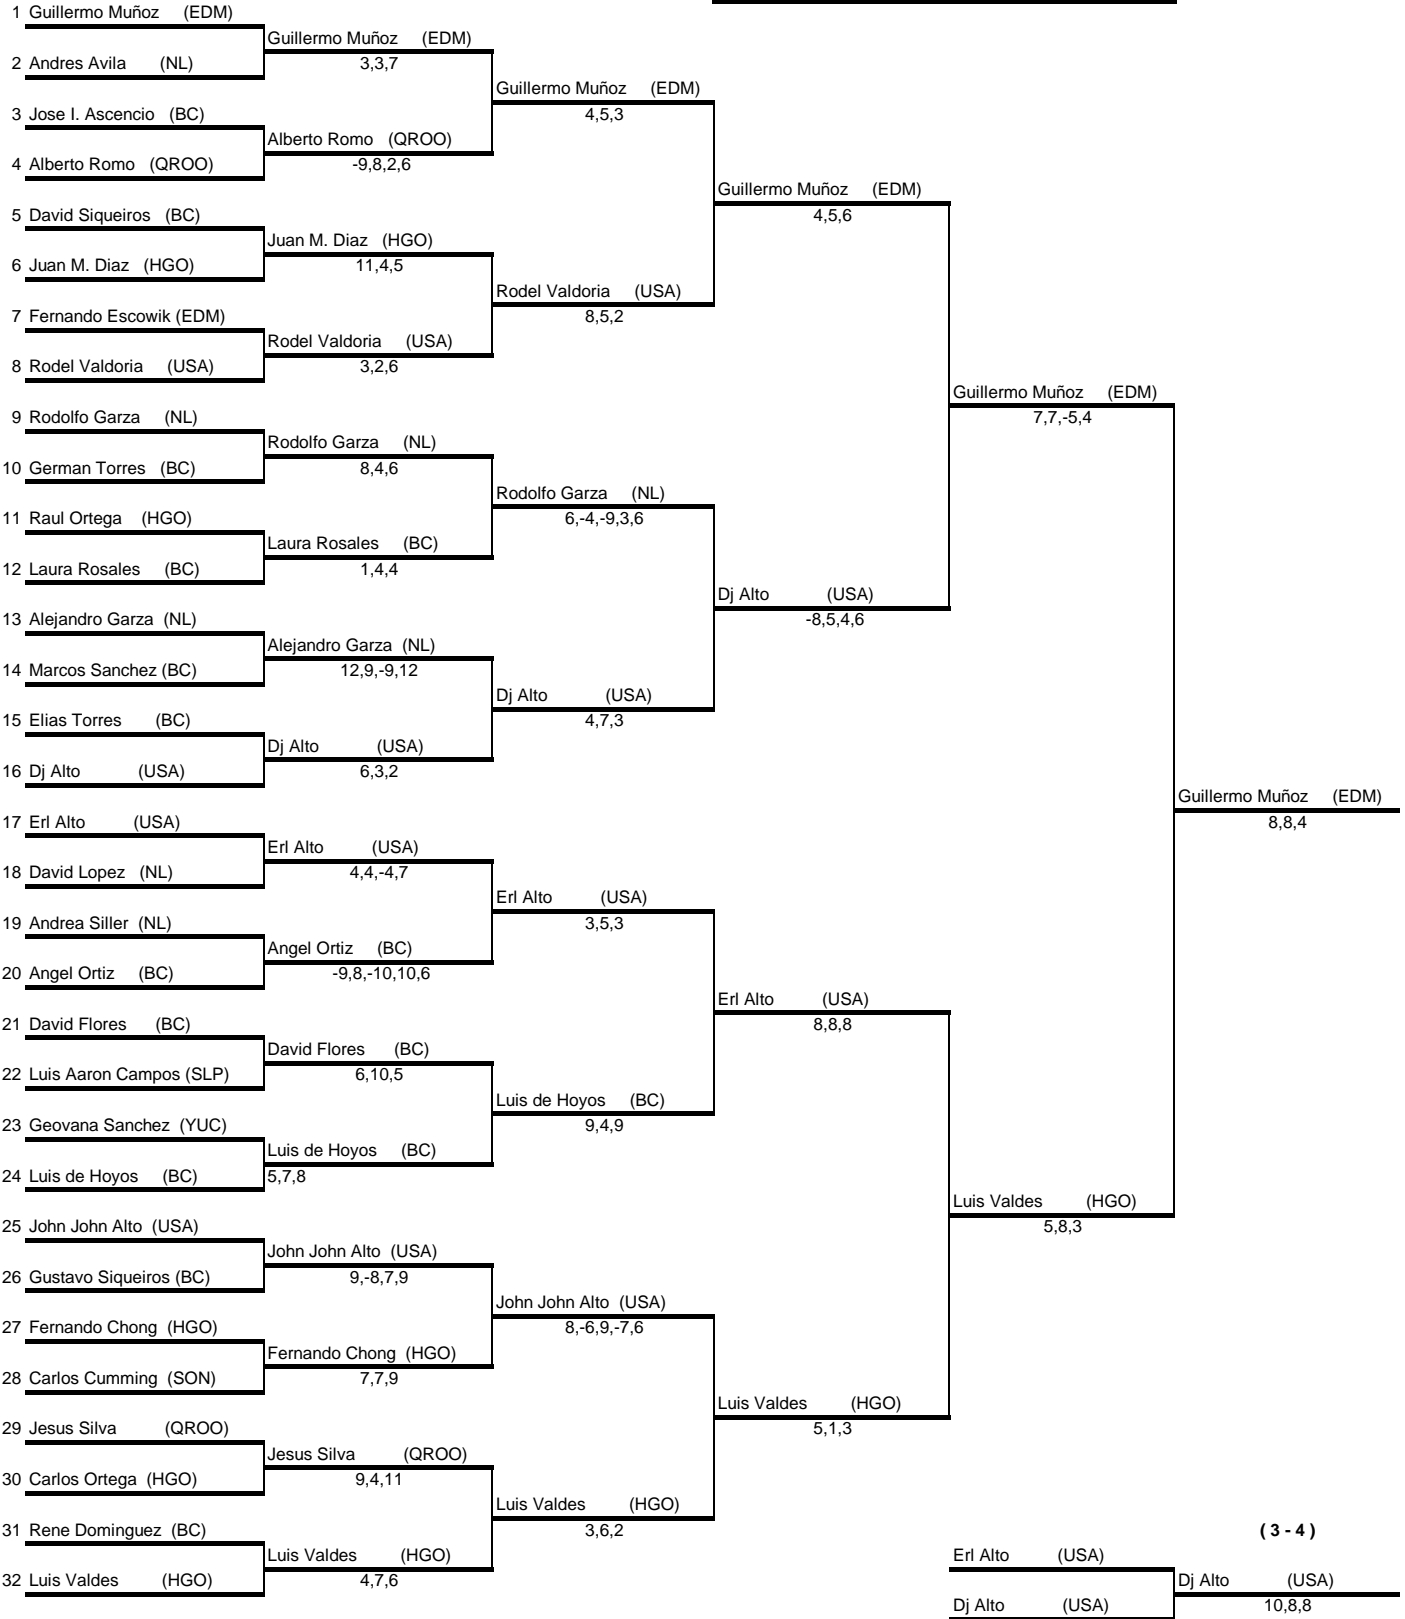 1 Guillermo Muñoz (EDM)
Guillermo Muñoz (EDM)
3,3,7
2 Andres Avila (NL)
Guillermo Muñoz (EDM)
4,5,3
3 Jose I. Ascencio (BC)
Alberto Romo (QROO)
-9,8,2,6
4 Alberto Romo (QROO)
Guillermo Muñoz (EDM)
4,5,6
5 David Siqueiros (BC)
Juan M. Diaz (HGO)
11,4,5
6 Juan M. Diaz (HGO)
Rodel Valdoria (USA)
8,5,2
7 Fernando Escowik (EDM)
Rodel Valdoria (USA)
3,2,6
8 Rodel Valdoria (USA)
Guillermo Muñoz (EDM)
7,7,-5,4
9 Rodolfo Garza (NL)
Rodolfo Garza (NL)
8,4,6
10 German Torres (BC)
Rodolfo Garza (NL)
6,-4,-9,3,6
11 Raul Ortega (HGO)
Laura Rosales (BC)
1,4,4
12 Laura Rosales (BC)
Dj Alto (USA)
-8,5,4,6
13 Alejandro Garza (NL)
Alejandro Garza (NL)
12,9,-9,12
14 Marcos Sanchez (BC)
Dj Alto (USA)
4,7,3
15 Elias Torres (BC)
Dj Alto (USA)
6,3,2
16 Dj Alto (USA)
Guillermo Muñoz (EDM)
8,8,4
17 Erl Alto (USA)
Erl Alto (USA)
4,4,-4,7
18 David Lopez (NL)
Erl Alto (USA)
3,5,3
19 Andrea Siller (NL)
Angel Ortiz (BC)
-9,8,-10,10,6
20 Angel Ortiz (BC)
Erl Alto (USA)
8,8,8
21 David Flores (BC)
David Flores (BC)
6,10,5
22 Luis Aaron Campos (SLP)
Luis de Hoyos (BC)
9,4,9
23 Geovana Sanchez (YUC)
Luis de Hoyos (BC)
5,7,8
24 Luis de Hoyos (BC)
Luis Valdes (HGO)
5,8,3
25 John John Alto (USA)
John John Alto (USA)
9,-8,7,9
26 Gustavo Siqueiros (BC)
John John Alto (USA)
8,-6,9,-7,6
27 Fernando Chong (HGO)
Fernando Chong (HGO)
7,7,9
28 Carlos Cumming (SON)
Luis Valdes (HGO)
5,1,3
29 Jesus Silva (QROO)
Jesus Silva (QROO)
9,4,11
30 Carlos Ortega (HGO)
Luis Valdes (HGO)
3,6,2
31 Rene Dominguez (BC)
Luis Valdes (HGO)
4,7,6
32 Luis Valdes (HGO)
( 3 - 4 )
Erl Alto (USA)
Dj Alto (USA)
10,8,8
Dj Alto (USA)